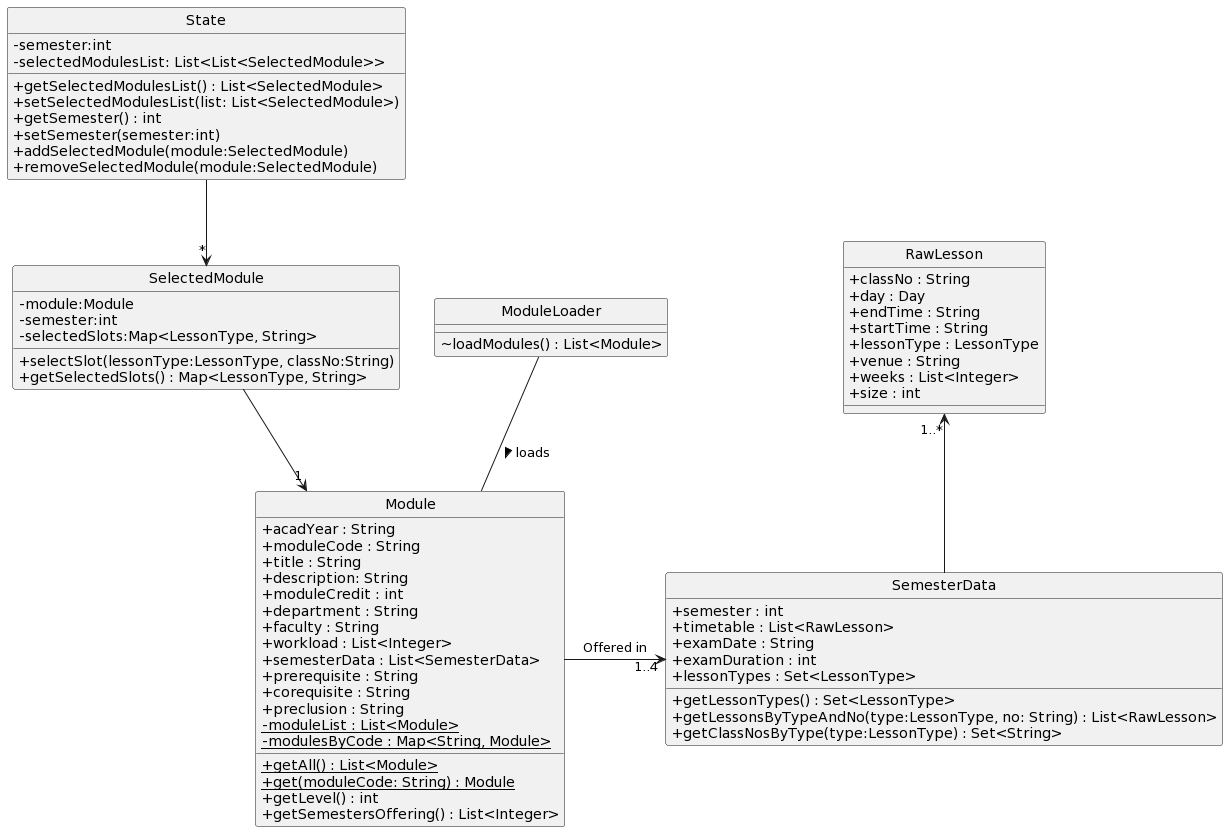 State
-semester:int
-selectedModulesList: List<List<SelectedModule>>
+getSelectedModulesList() : List<SelectedModule>
+setSelectedModulesList(list: List<SelectedModule>)
+getSemester() : int
+setSemester(semester:int)
+addSelectedModule(module:SelectedModule)
+removeSelectedModule(module:SelectedModule)
*
SelectedModule
-module:Module
-semester:int
-selectedSlots:Map<LessonType, String>
+selectSlot(lessonType:LessonType, classNo:String)
+getSelectedSlots() : Map<LessonType, String>
1
ModuleLoader
~loadModules() : List<Module>
loads
RawLesson
+classNo : String
+day : Day
+endTime : String
+startTime : String
+lessonType : LessonType
+venue : String
+weeks : List<Integer>
+size : int
1..*
Module
+acadYear : String
+moduleCode : String
+title : String
+description: String
+moduleCredit : int
+department : String
+faculty : String
+workload : List<Integer>
+semesterData : List<SemesterData>
+prerequisite : String
+corequisite : String
+preclusion : String
-moduleList : List<Module>
-modulesByCode : Map<String, Module>
+getAll() : List<Module>
+get(moduleCode: String) : Module
+getLevel() : int
+getSemestersOffering() : List<Integer>
Offered in
1..4
SemesterData
+semester : int
+timetable : List<RawLesson>
+examDate : String
+examDuration : int
+lessonTypes : Set<LessonType>
+getLessonTypes() : Set<LessonType>
+getLessonsByTypeAndNo(type:LessonType, no: String) : List<RawLesson>
+getClassNosByType(type:LessonType) : Set<String>